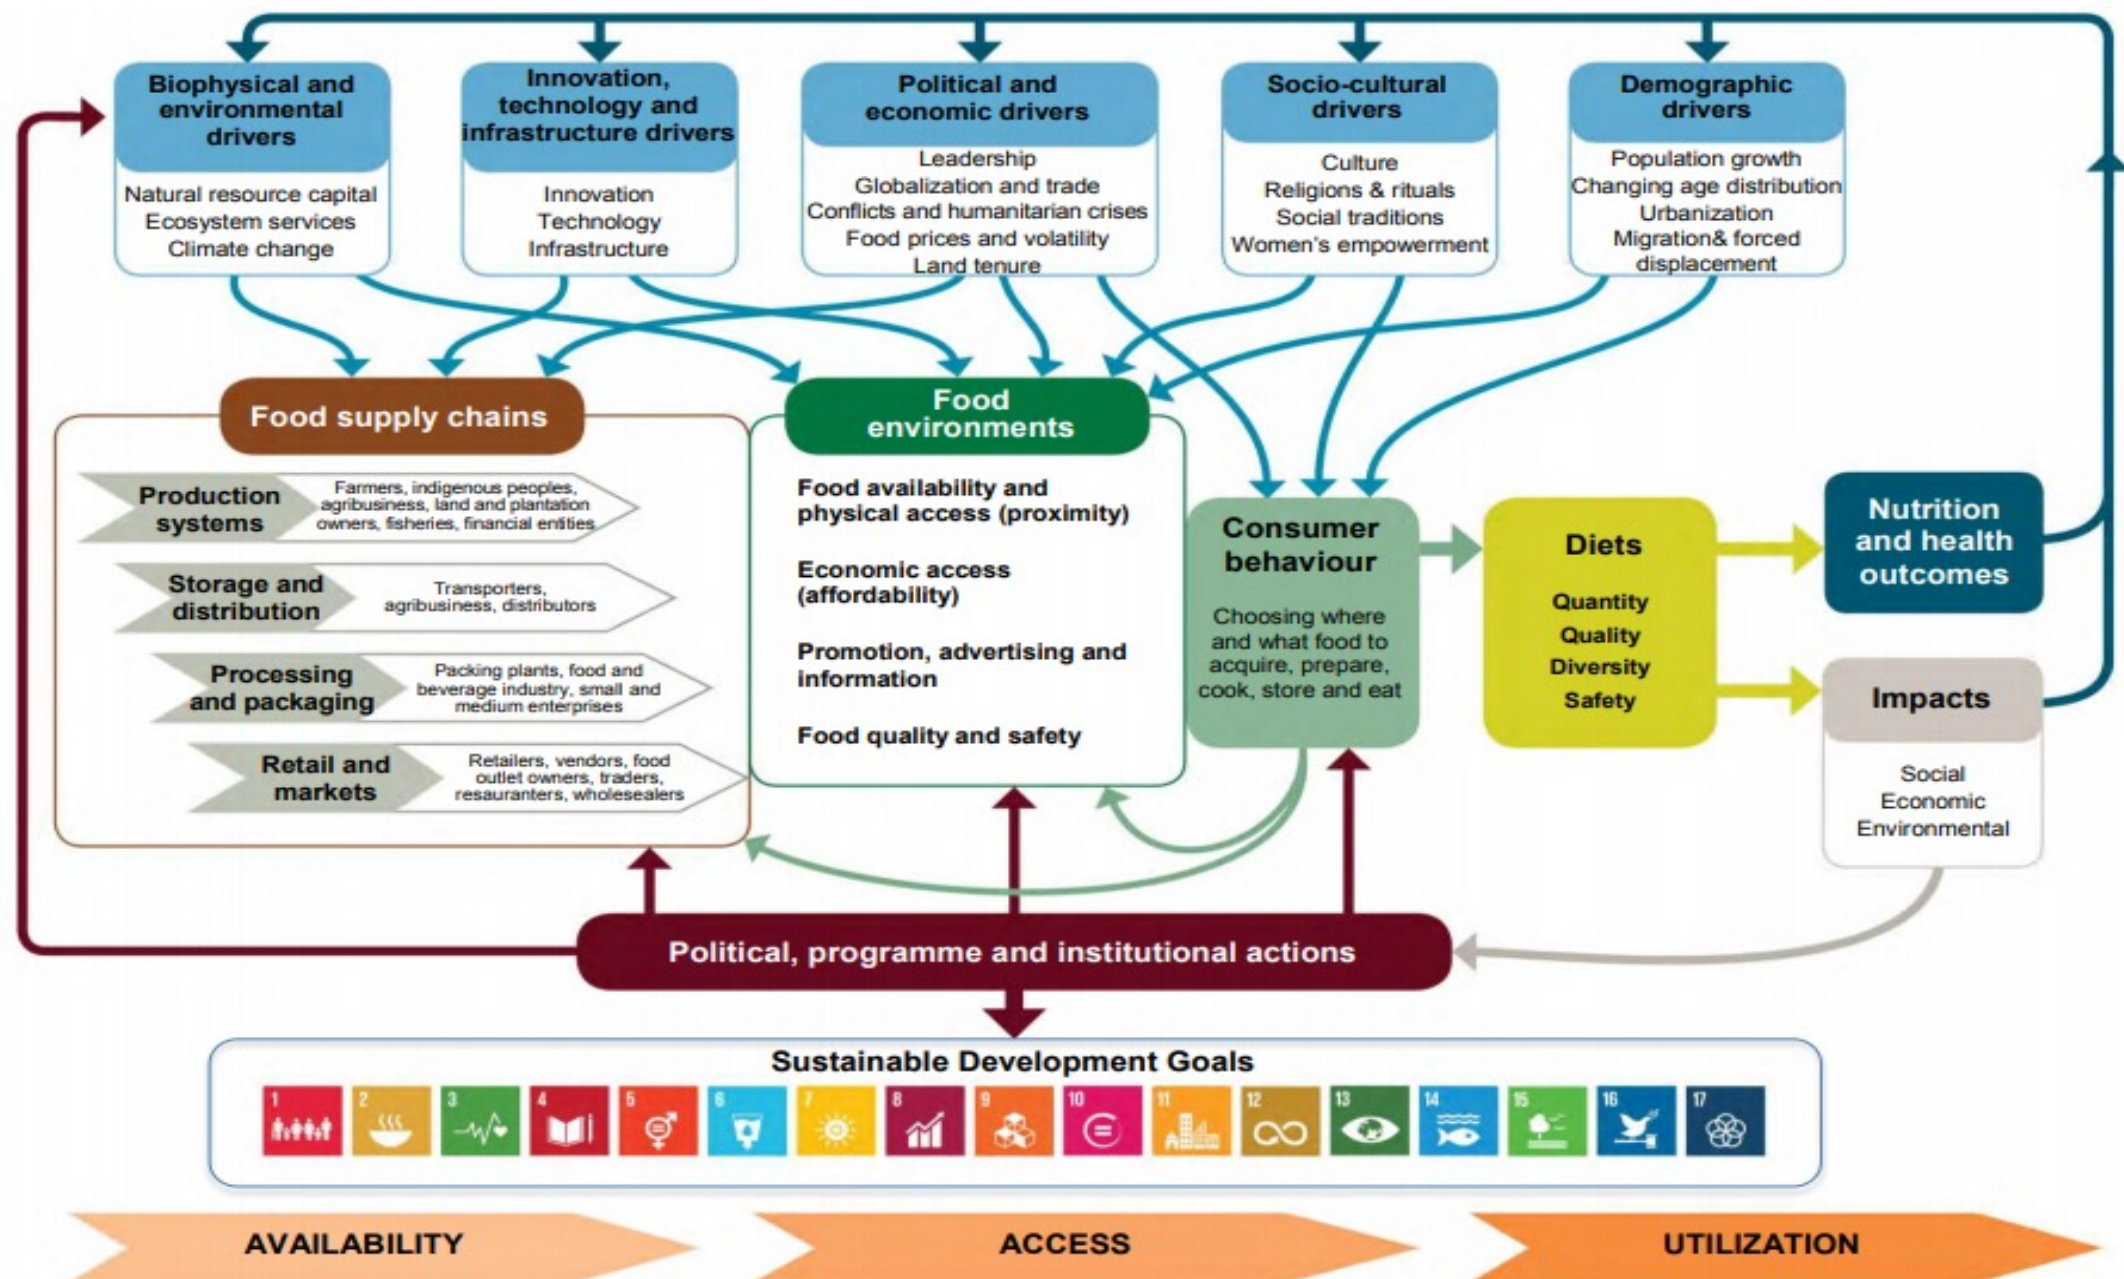 Biophysical and
environmental
drivers
Natural resource capital
Ecosystem services
Climate change
Innovation,
technology and
infrastructure drivers
Innovation
Technology
Infrastructure
Political and
economic drivers
Leadership
Globalization and trade
Conflicts and humanitarian crises
Food prices and volatility
Land tenure
Socio-cultural
drivers
Culture
Religions & rituals
Social traditions
Women's empowerment
Demographic
drivers
Population growth
Changing age distribution
Urbanization
Migration& forced
displacement
Food supply chains
Production
systems
Farmers, indigenous peoples,
agribusiness, land and plantation
owners, fisheries, financial entities
Storage and
distribution
Transporters,
agribusiness, distributors
Processing
and packaging
Packing plants, food and
beverage industry, small and
medium enterprises
Retail and
markets
Retailers, vendors, food
outlet owners, traders,
resauranters, wholesealers
Food
environments
Food availability and
physical access (proximity)
Economic access
(affordability)
Promotion, advertising and
information
Food quality and safety
Consumer
behaviour
Choosing where
and what food to
acquire, prepare,
cook, store and eat
Diets
Quantity
Quality
Diversity
Safety
Nutrition
and health
outcomes
Impacts
Social
Economic
Environmental
Political, programme and institutional actions
Sustainable Development Goals
1
2
3
4
5
6
7
8
9
10
11
12
13
14
15
16
17
AVAILABILITY
ACCESS
UTILIZATION